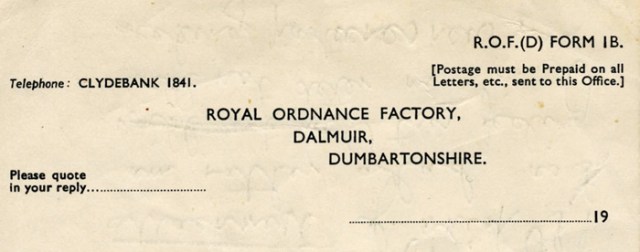 R.O.F.(D) FORM 1B.
[Postage must be Prepaid on all
Letters, etc., sent to this Office.]
Telephone: CLYDEBANK 1841.
ROYAL ORDNANCE FACTORY,
DALMUIR,
DUMBARTONSHIRE.
Please quote
in your reply..............................
............................................................19